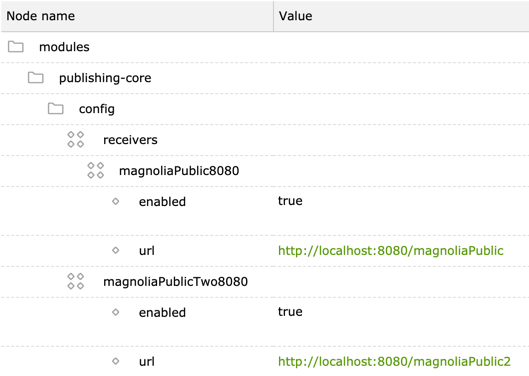 Node name Value
modules
publishing-core
config
receivers
magnoliaPublic8080
enabled true
url http://localhost:8080/magnoliaPublic
magnoliaPublicTwo8080
enabled true
url http://localhost:8080/magnoliaPublic2